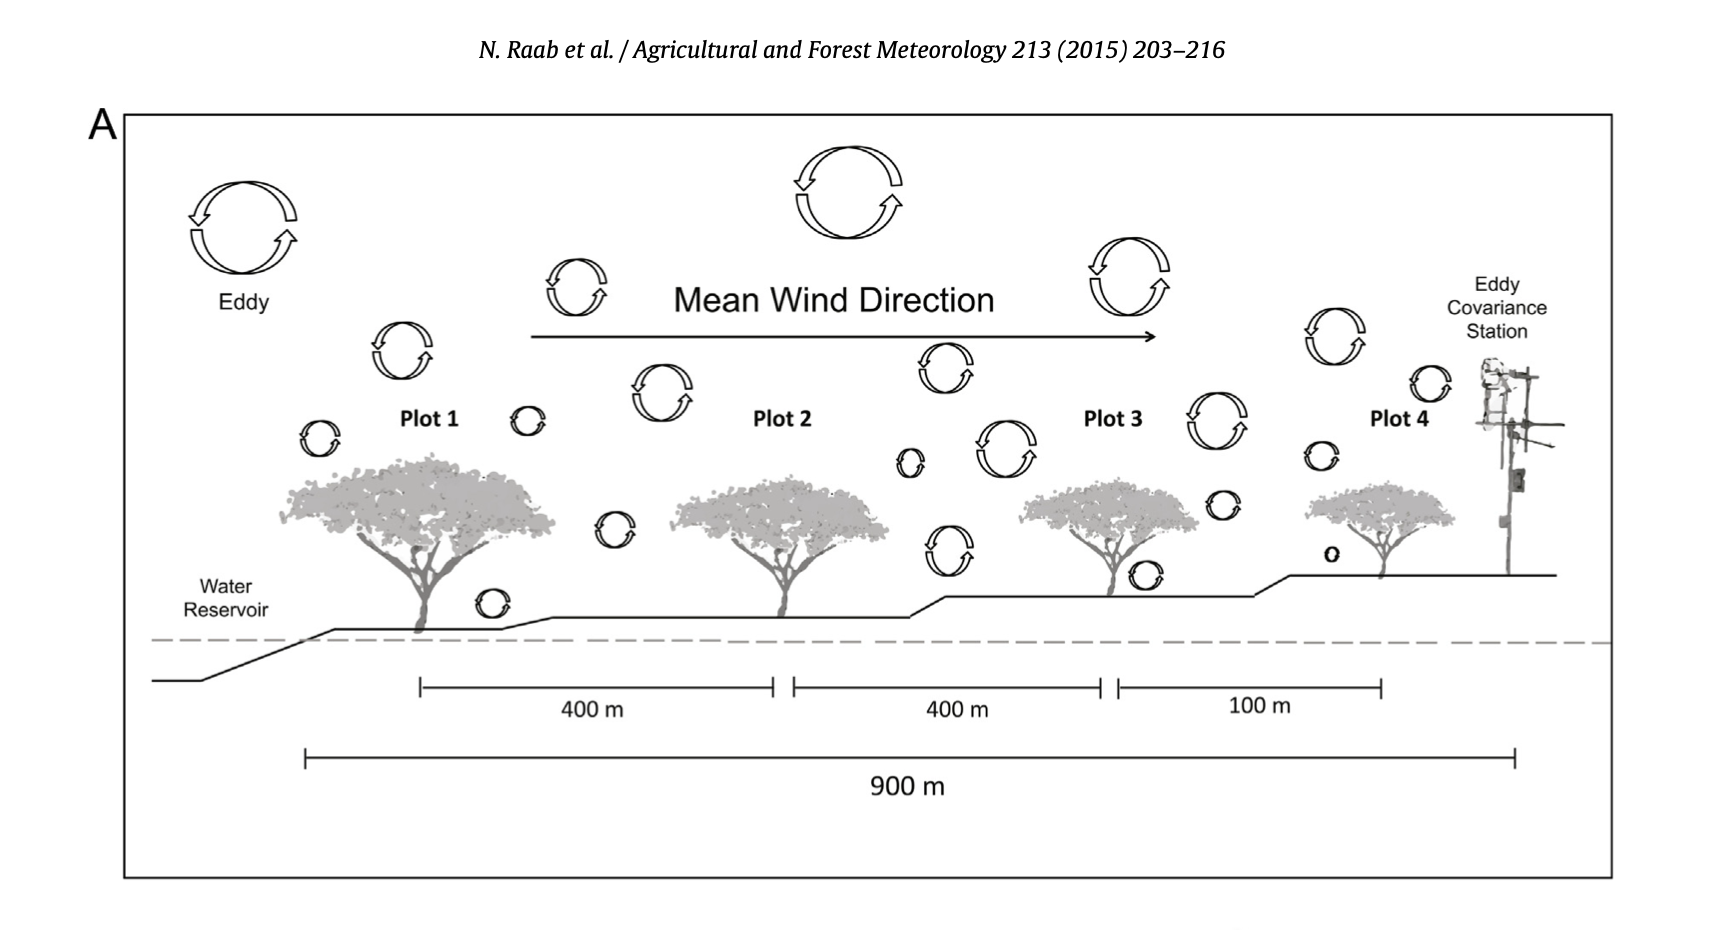 N. Raab et al. / Agricultural and Forest Meteorology 213 (2015) 203–216
A
Eddy
Mean Wind Direction
Eddy
Covariance
Station
Plot 1
Plot 2
Plot 3
Plot 4
Water
Reservoir
400 m
400 m
100 m
900 m